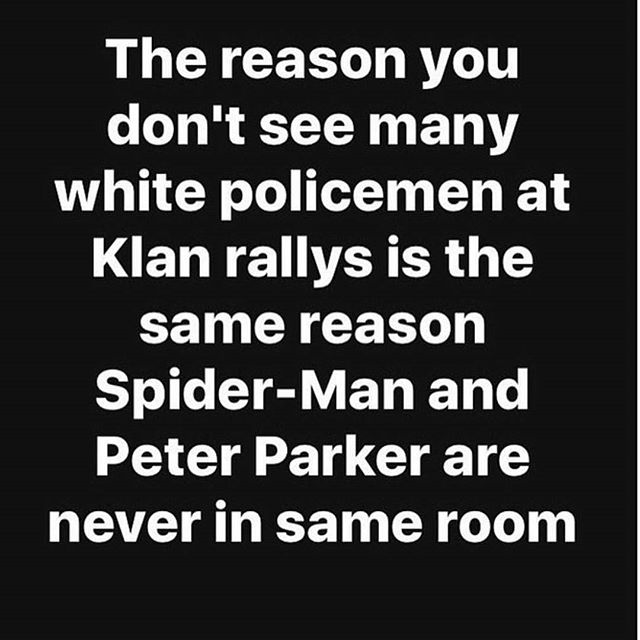 The reason you
don't see many
white policemen at
Klan rallys is the
same reason
Spider-Man and
Peter Parker are
never in same room